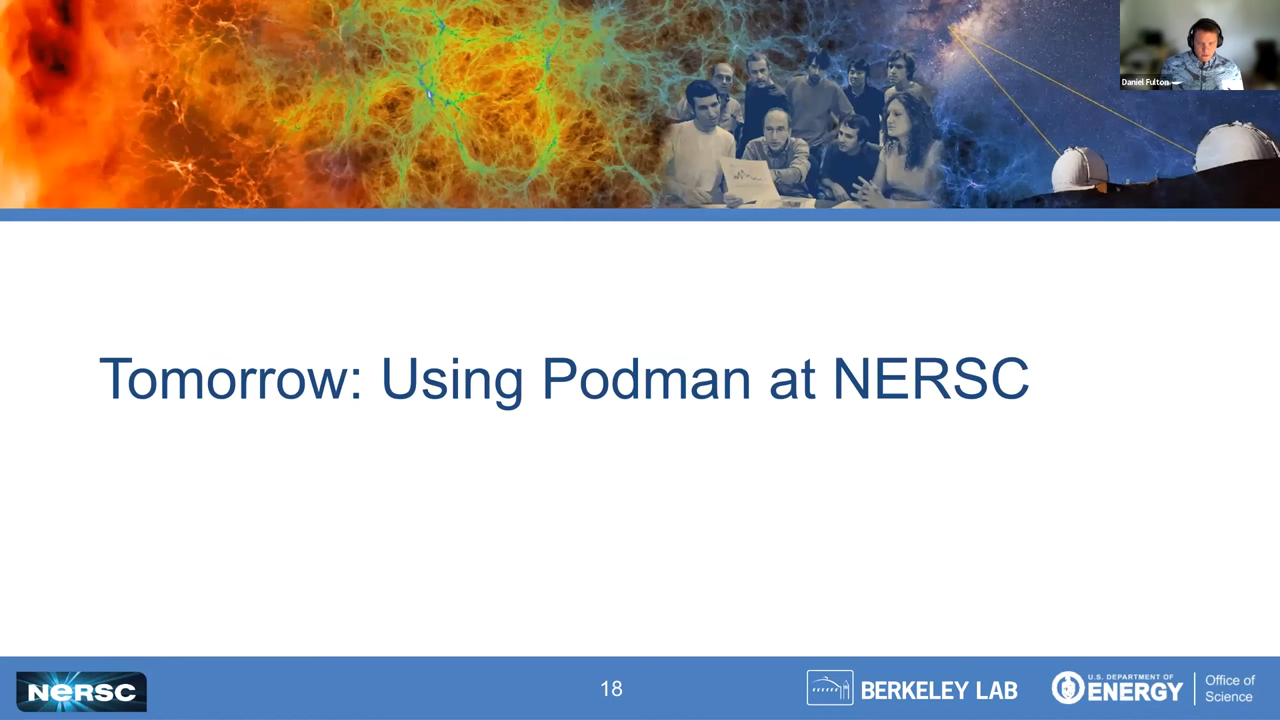 Daniel Fulton
Tomorrow: Using Podman at NERSC
NERSC
18
BERKELEY LAB
U.S. DEPARTMENT OF
ENERGY
Office of
Science